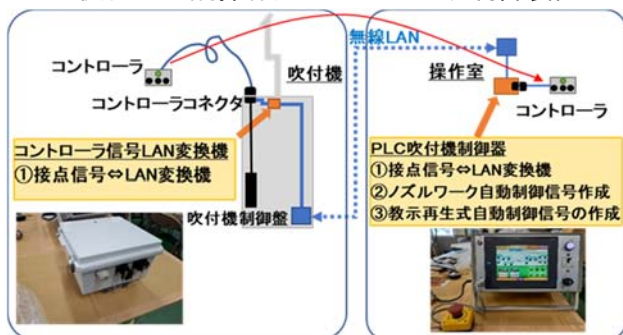 無線LAN
コントローラ
吹付機
操作室
コントローラコネクタ
コントローラ
コントローラ信号LAN変換機
①接点信号⇔LAN変換機
吹付機制御盤
PLC吹付機制御器
①接点信号⇔LAN変換機
②ノズルワーク自動制御信号作成
③教示再生式自動制御信号の作成